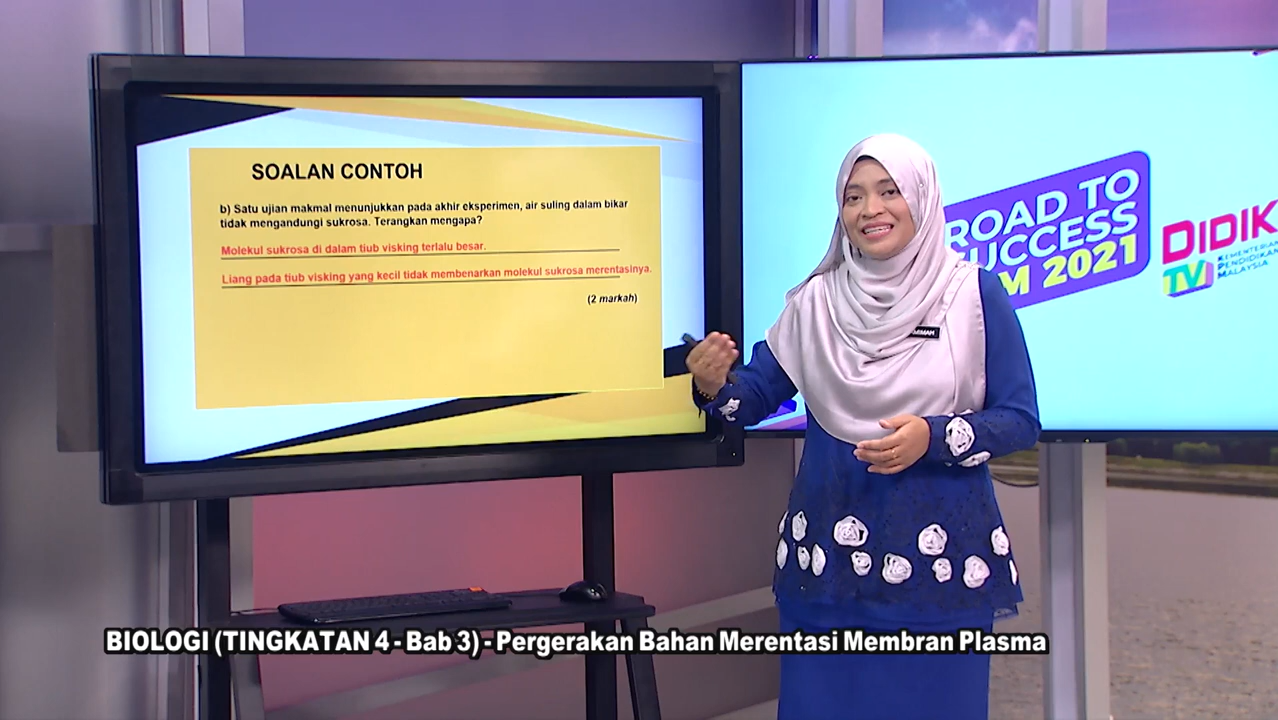 SOALAN CONTOH
b) Satu ujian makmal menunjukkan pada akhir eksperimen, air suling dalam bikar
tidak mengandungi sukrosa. Terangkan mengapa?
Molekul sukrosa di dalam tiub visking terlalu besar.
Liang pada tiub visking yang kecil tidak membenarkan molekul sukrosa merentasinya.
(2 markah)
ROAD TO
SUCCESS
M 2021
DIDIK
TV
KEMENTERIAN
PENDIDIKAN
MALAYSIA
BIOLOGI (TINGKATAN 4 - Bab 3) - Pergerakan Bahan Merentasi Membran Plasma